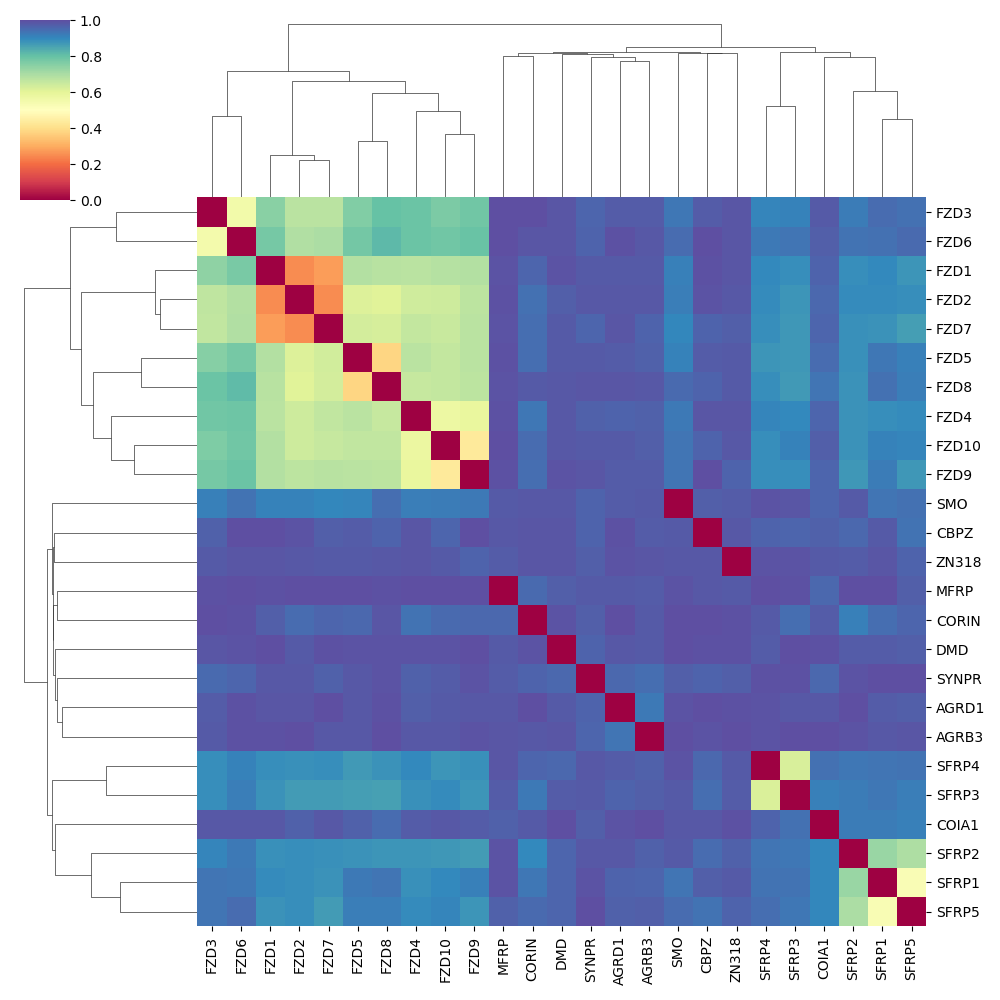 1.0
0.8
0.6
0.4
0.2
0.0
FZD3
FZD6
FZD1
FZD2
FZD7
FZD5
FZD8
FZD4
FZD10
FZD9
SMO
CBPZ
ZN318
MFRP
CORIN
DMD
SYNPR
AGRD1
AGRB3
SFRP4
SFRP3
COIA1
SFRP2
SFRP1
SFRP5
FZD3
FZD6
FZD1
FZD2
FZD7
FZD5
FZD8
FZD4
FZD10
FZD9
MFRP
CORIN
DMD
SYNPR
AGRD1
AGRB3
SMO
CBPZ
ZN318
SFRP4
SFRP3
COIA1
SFRP2
SFRP1
SFRP5